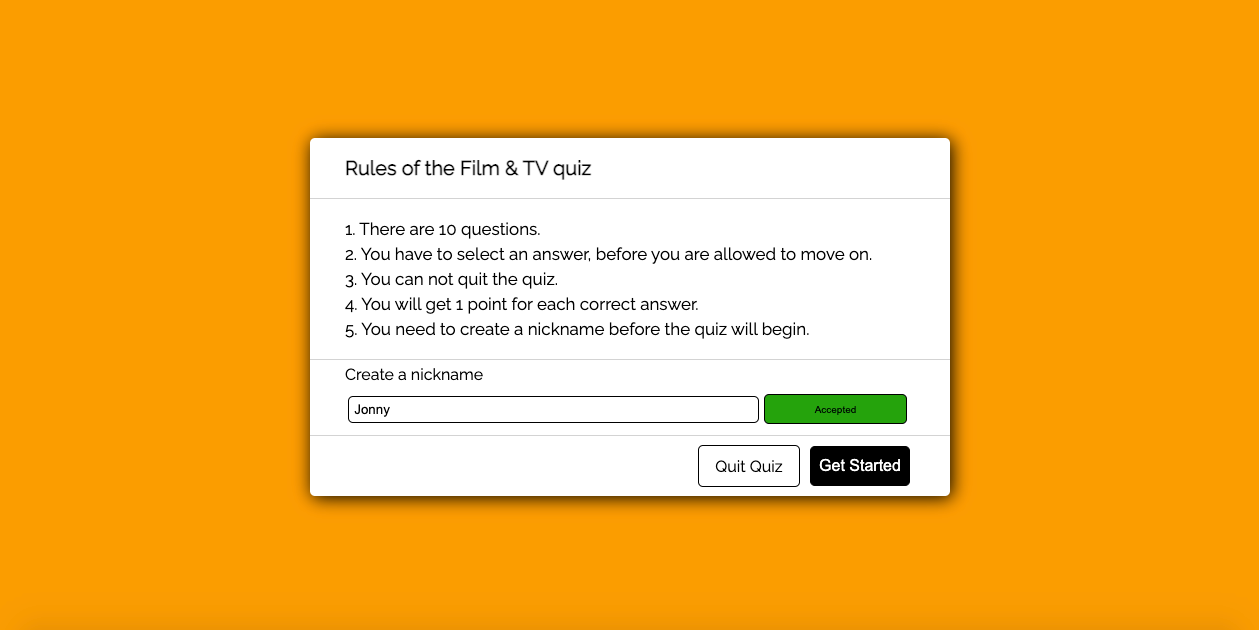 Rules of the Film & TV quiz
1. There are 10 questions.
2. You have to select an answer, before you are allowed to move on.
3. You can not quit the quiz.
4. You will get 1 point for each correct answer.
5. You need to create a nickname before the quiz will begin.
Create a nickname
Jonny Accepted
Quit Quiz Get Started